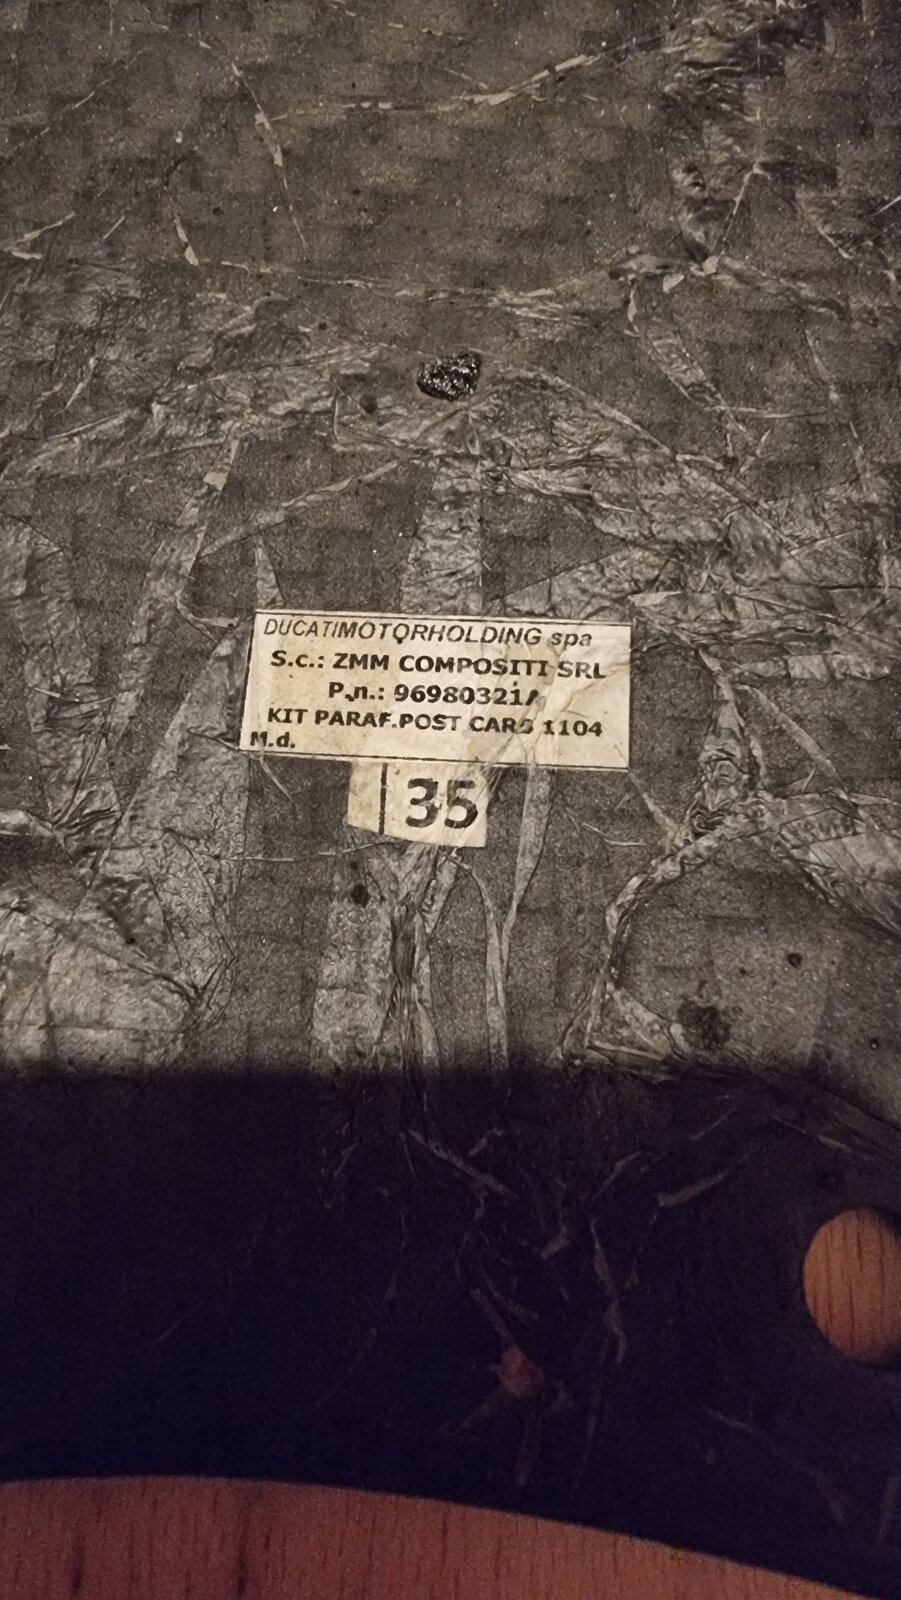 DUCATIMOTORHOLDING spa
S.c.: ZMM COMPOSITI SRL
P.n.: 96980321A
KIT PARAF.POST CARB 1104
M.d.
35